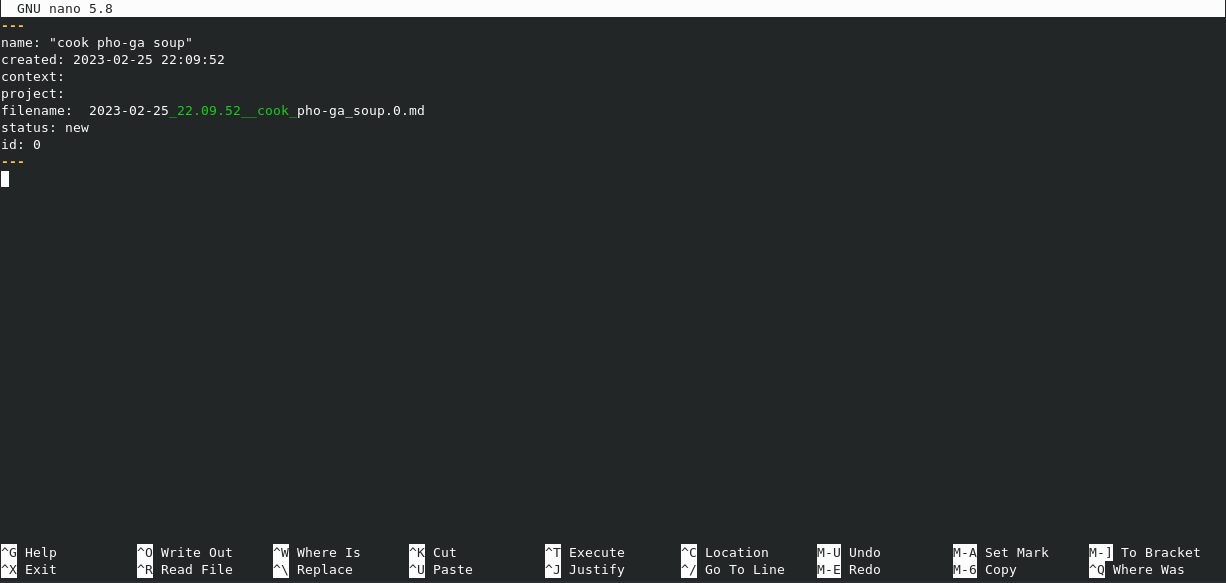 GNU nano 5.8
---
name: "cook pho-ga soup"
created: 2023-02-25 22:09:52
context:
project:
filename:  2023-02-25_22.09.52__cook_pho-ga_soup.0.md
status: new
id: 0
---
^G Help ^O Write Out ^W Where Is ^K Cut ^T Execute ^C Location M-U Undo M-A Set Mark M-] To Bracket
^X Exit ^R Read File ^\ Replace ^U Paste ^J Justify ^/ Go To Line M-E Redo M-6 Copy ^Q Where Was